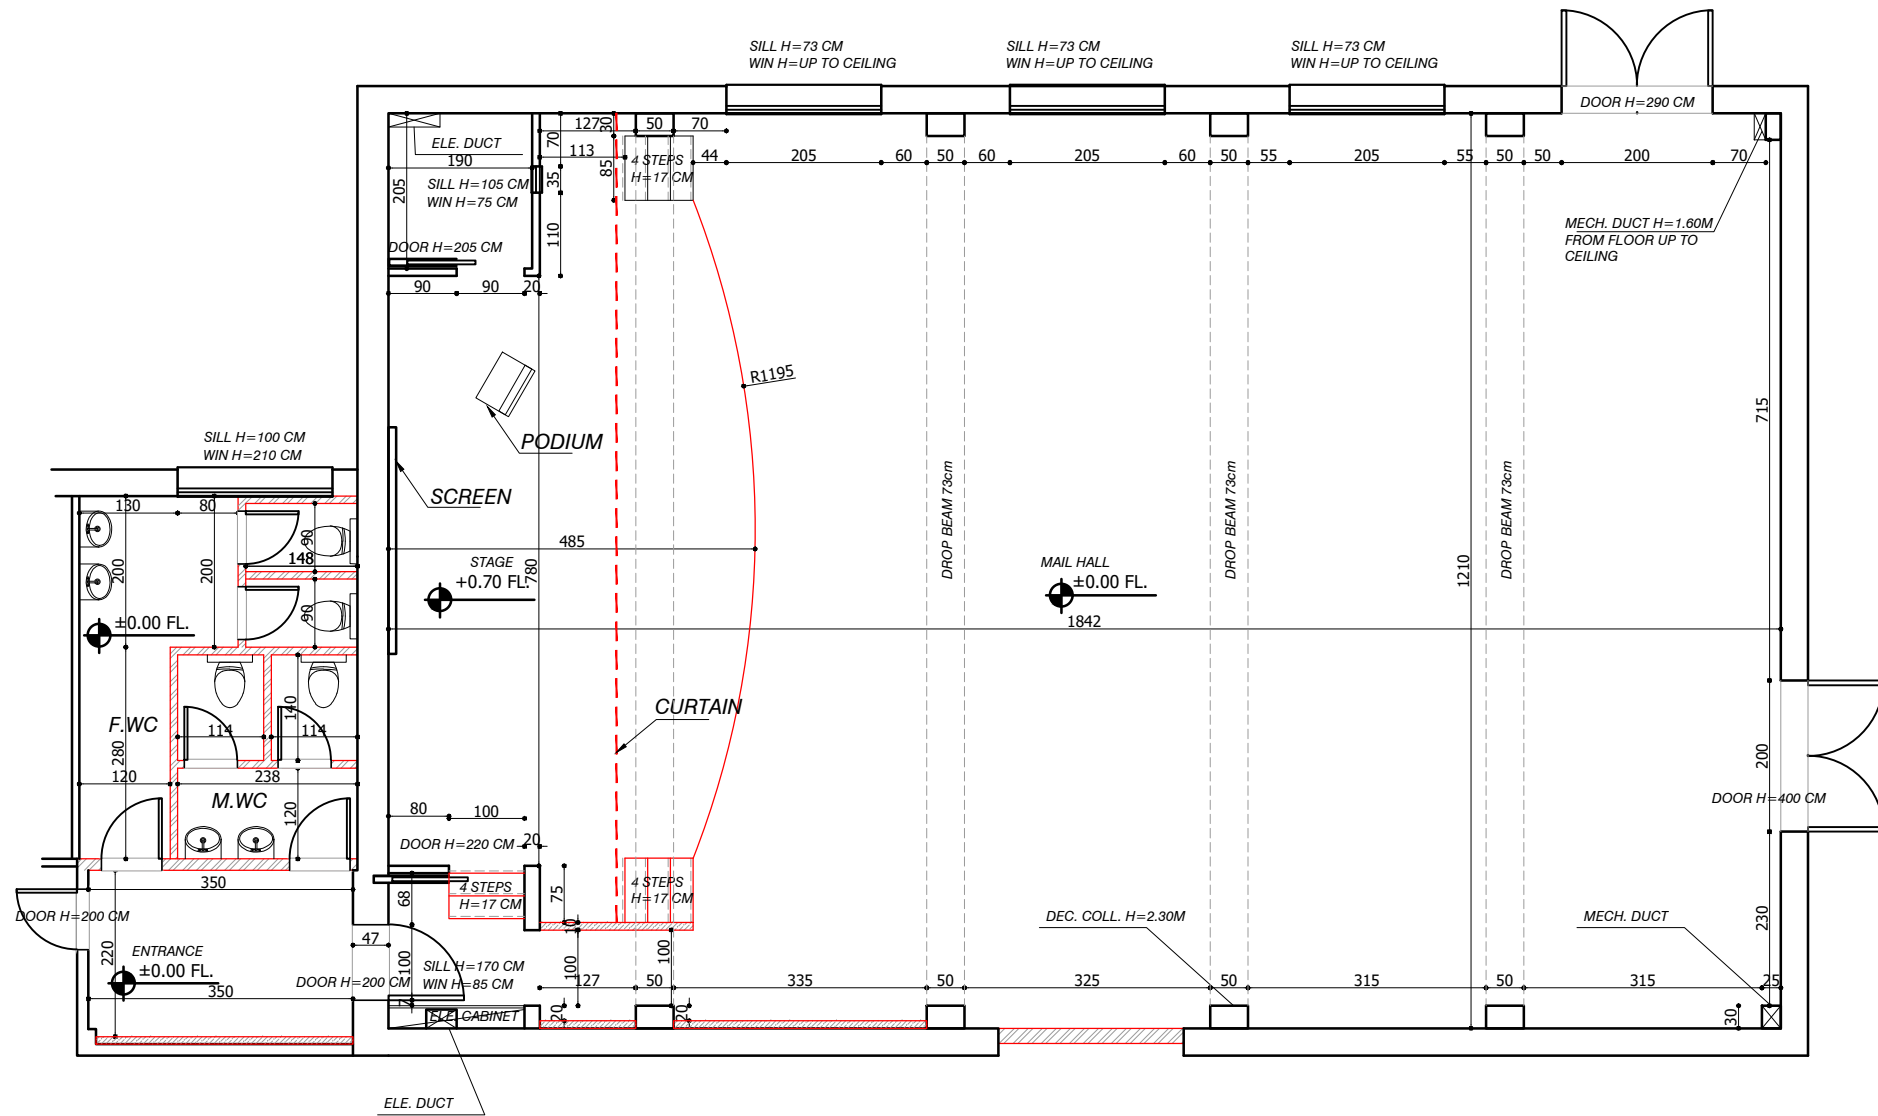 SILL H=73 CM
WIN H=UP TO CEILING
SILL H=73 CM
WIN H=UP TO CEILING
SILL H=73 CM
WIN H=UP TO CEILING
DOOR H=290 CM
127
30
50
70
ELE. DUCT
70
113
4 STEPS
H=17 CM
44
205
60
50
60
205
60
50
55
205
55
50
50
200
70
190
85
SILL H=105 CM
WIN H=75 CM
35
205
110
DOOR H=205 CM
MECH. DUCT H=1.60M
FROM FLOOR UP TO
CEILING
90
90
20
R1195
715
PODIUM
SILL H=100 CM
WIN H=210 CM
SCREEN
DROP BEAM 73cm
DROP BEAM 73cm
DROP BEAM 73cm
130
80
90
148
200
200
485
STAGE
+0.70 FL.
780
MAIL HALL
±0.00 FL.
1210
90
±0.00 FL.
1842
CURTAIN
140
F.WC
114
114
280
200
120
238
M.WC
120
80
100
DOOR H=400 CM
DOOR H=220 CM
20
350
68
4 STEPS
H=17 CM
75
4 STEPS
H=17 CM
DOOR H=200 CM
10
DEC. COLL. H=2.30M
MECH. DUCT
230
220
ENTRANCE
±0.00 FL.
47
100
SILL H=170 CM
WIN H=85 CM
100
100
DOOR H=200 CM
350
127
50
335
50
325
50
315
50
315
25
7
ELE. CABINET
20
20
30
ELE. DUCT